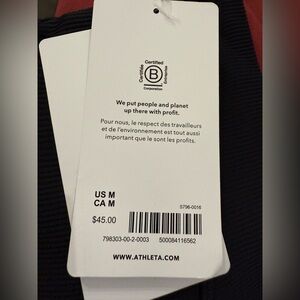 Certified
Certifiée
B
Enterprise
Corporation
We put people and planet
up there with profit.
Pour nous, le respect des travailleurs
et de l'environnement est tout aussi
important que le sont les profits.
US M
CA M
$45.00
5796-0016
798303-00-2-0003
500084116562
WWW.ATHLETA.COM